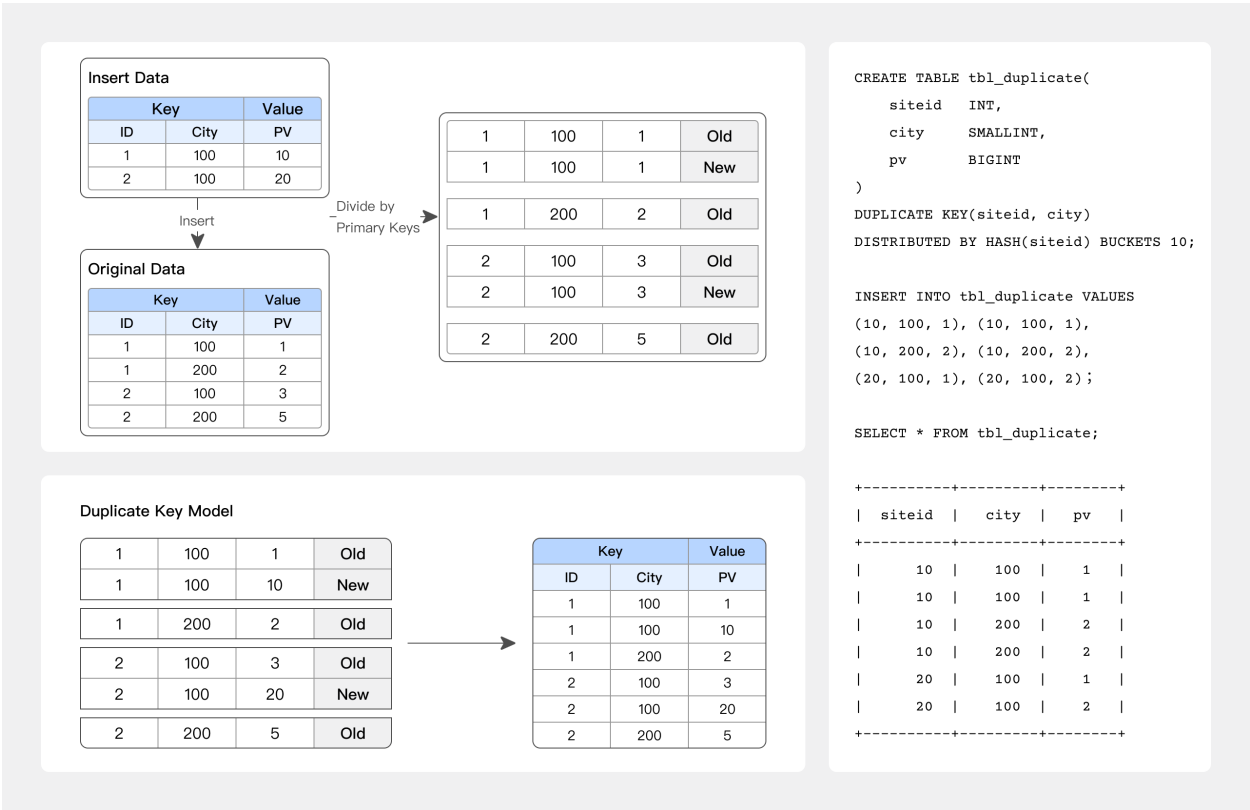 Insert Data
Key Value
ID City PV
1 100 10
2 100 20
Insert
Original Data
Key Value
ID City PV
1 100 1
1 200 2
2 100 3
2 200 5
Divide by
Primary Keys
1 100 1 Old
1 100 1 New
1 200 2 Old
2 100 3 Old
2 100 3 New
2 200 5 Old
Duplicate Key Model
1 100 1 Old
1 100 10 New
1 200 2 Old
2 100 3 Old
2 100 20 New
2 200 5 Old
Key Value
ID City PV
1 100 1
1 100 10
1 200 2
2 100 3
2 100 20
2 200 5
CREATE TABLE tbl_duplicate(
    siteid   INT,
    city     SMALLINT,
    pv       BIGINT
)
DUPLICATE KEY(siteid, city)
DISTRIBUTED BY HASH(siteid) BUCKETS 10;
INSERT INTO tbl_duplicate VALUES
(10, 100, 1), (10, 100, 1),
(10, 200, 2), (10, 200, 2),
(20, 100, 1), (20, 100, 2);
SELECT * FROM tbl_duplicate;
+----------+---------+--------+
|  siteid  |   city  |   pv   |
+----------+---------+--------+
|      10  |    100  |    1   |
|      10  |    100  |    1   |
|      10  |    200  |    2   |
|      10  |    200  |    2   |
|      20  |    100  |    1   |
|      20  |    100  |    2   |
+----------+---------+--------+